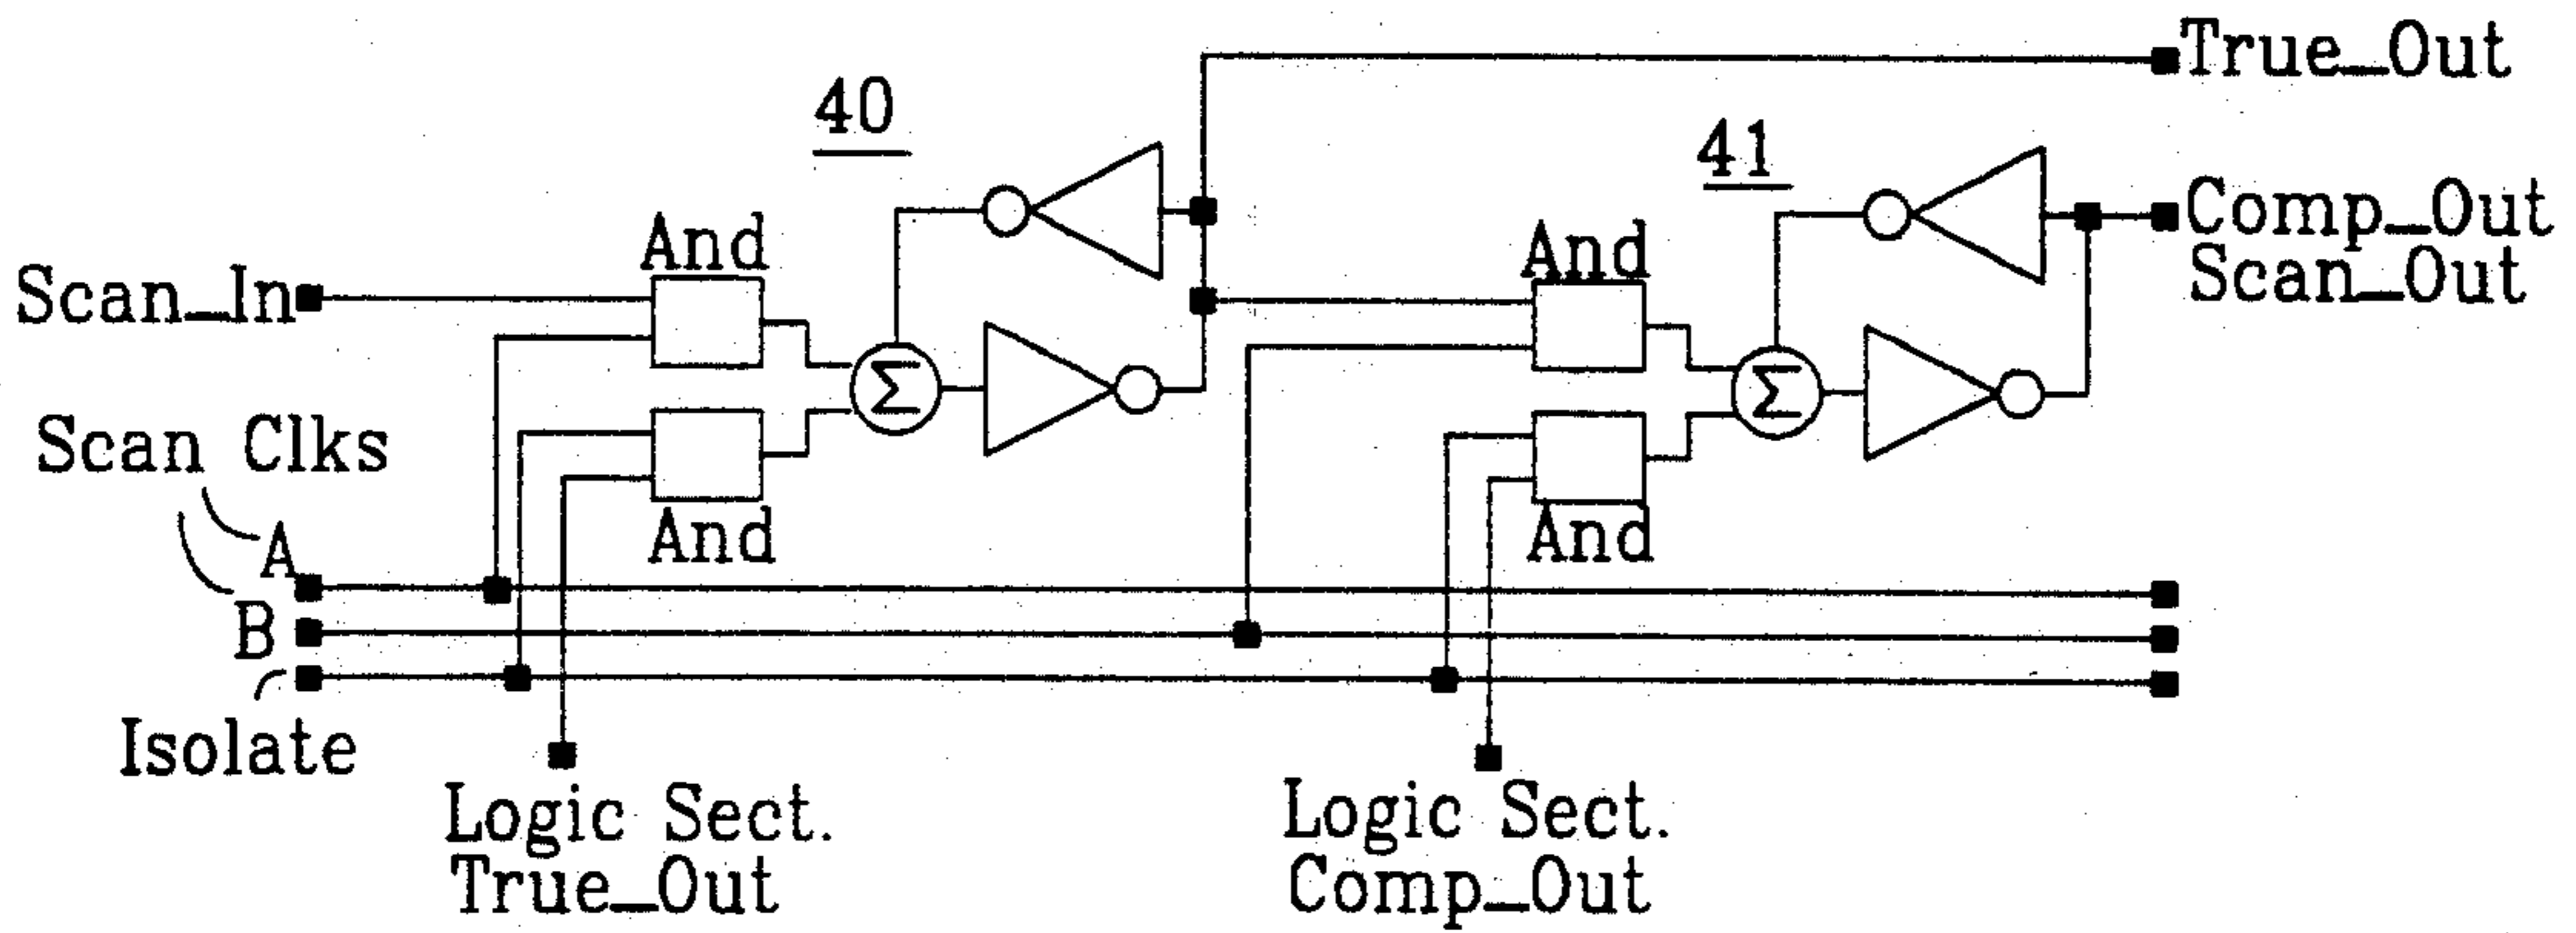 True_Out
40
41
And
And
Comp_Out
Scan_Out
Scan_In
Σ
Σ
Scan Clks
And
And
A
B
Isolate
Logic Sect.
True_Out
Logic Sect.
Comp_Out